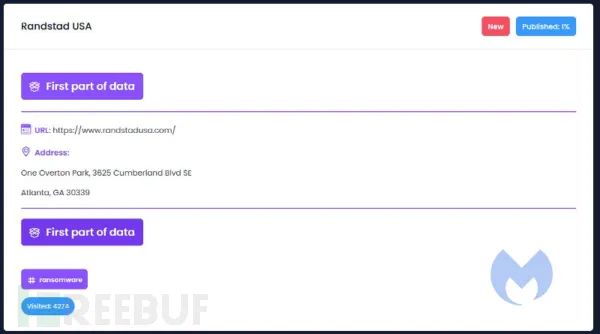 Randstad USA
New
Published: 1%
First part of data
URL: https://www.randstadusa.com/
Address:
One Overton Park, 3625 Cumberland Blvd SE
Atlanta, GA 30339
First part of data
# ransomware
Visited: 4274
REEBUF